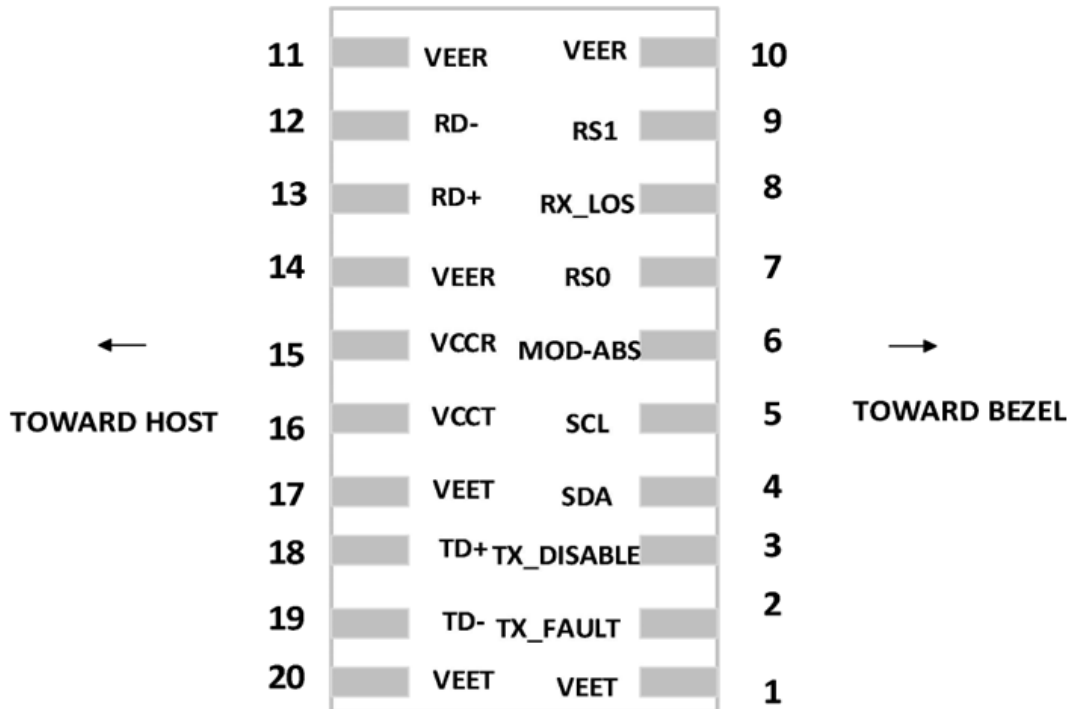 11 VEER VEER 10
12 RD- RS1 9
13 RD+ RX_LOS 8
14 VEER RS0 7
15 VCCR MOD-ABS 6
TOWARD HOST 16 VCCT SCL 5 TOWARD BEZEL
17 VEET SDA 4
18 TD+ TX_DISABLE 3
19 TD- TX_FAULT 2
20 VEET VEET 1